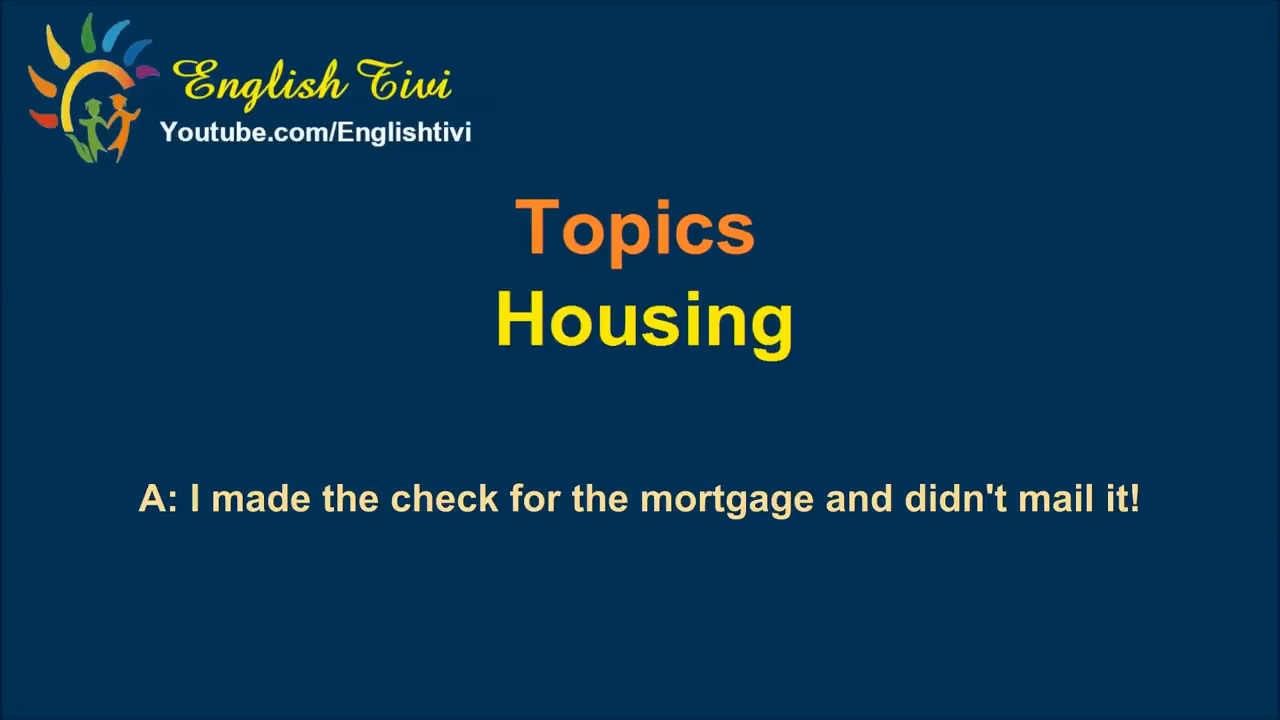 English Tivi
Youtube.com/Englishtivi
Topics
Housing
A: I made the check for the mortgage and didn't mail it!